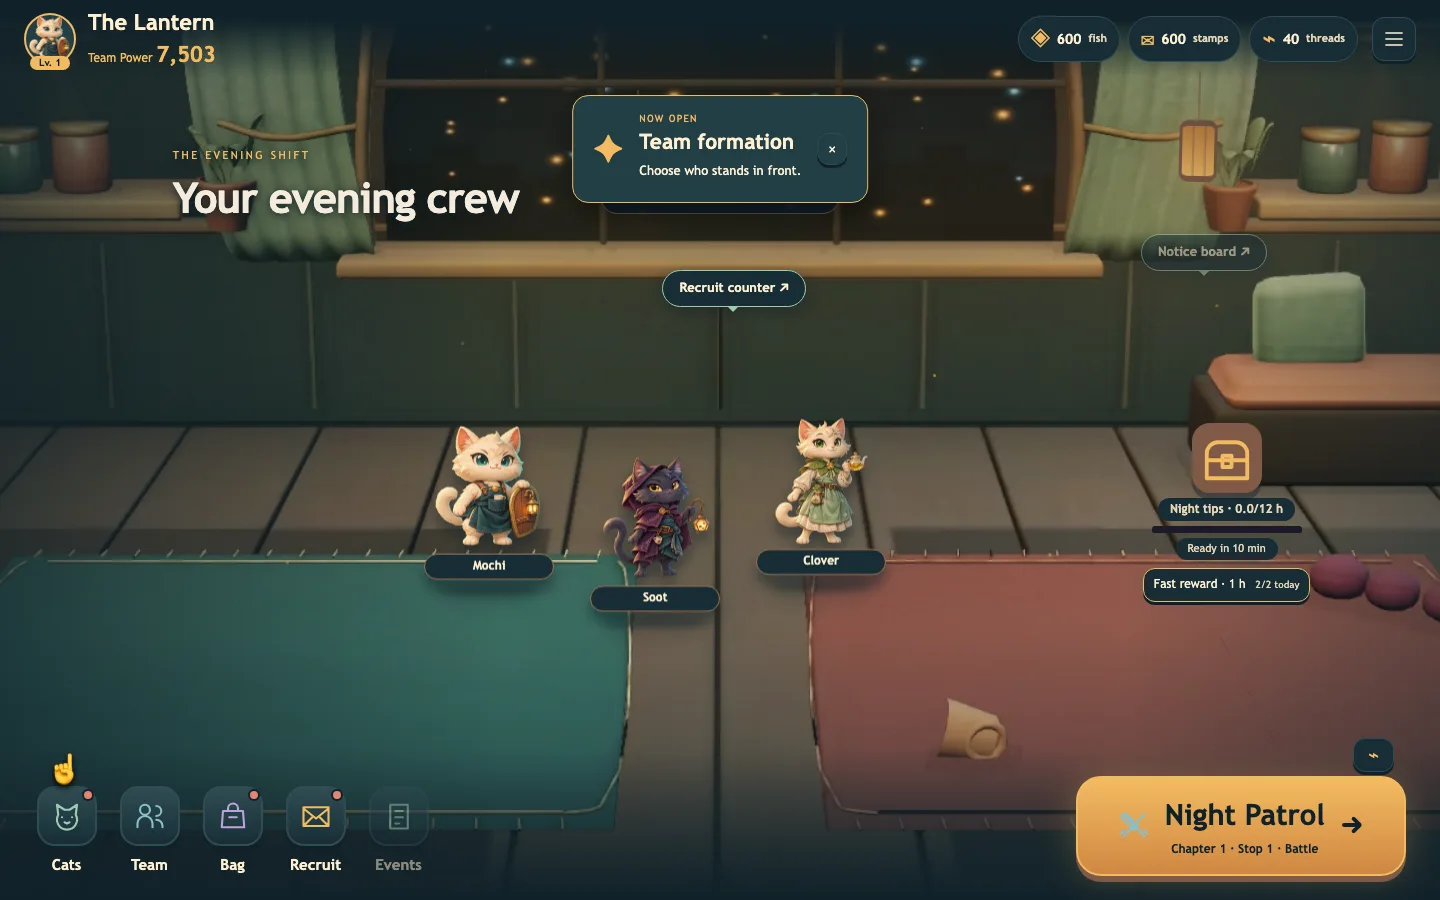 The Lantern
Team Power 7,503
Lv. 1
600 fish
600 stamps
40 threads
NOW OPEN
Team formation
Choose who stands in front.
×
THE EVENING SHIFT
Your evening crew
Recruit counter ↗
Notice board ↗
Mochi
Soot
Clover
Night tips · 0.0/12 h
Ready in 10 min
Fast reward · 1 h 2/2 today
Cats
Team
Bag
Recruit
Events
Night Patrol →
Chapter 1 · Stop 1 · Battle